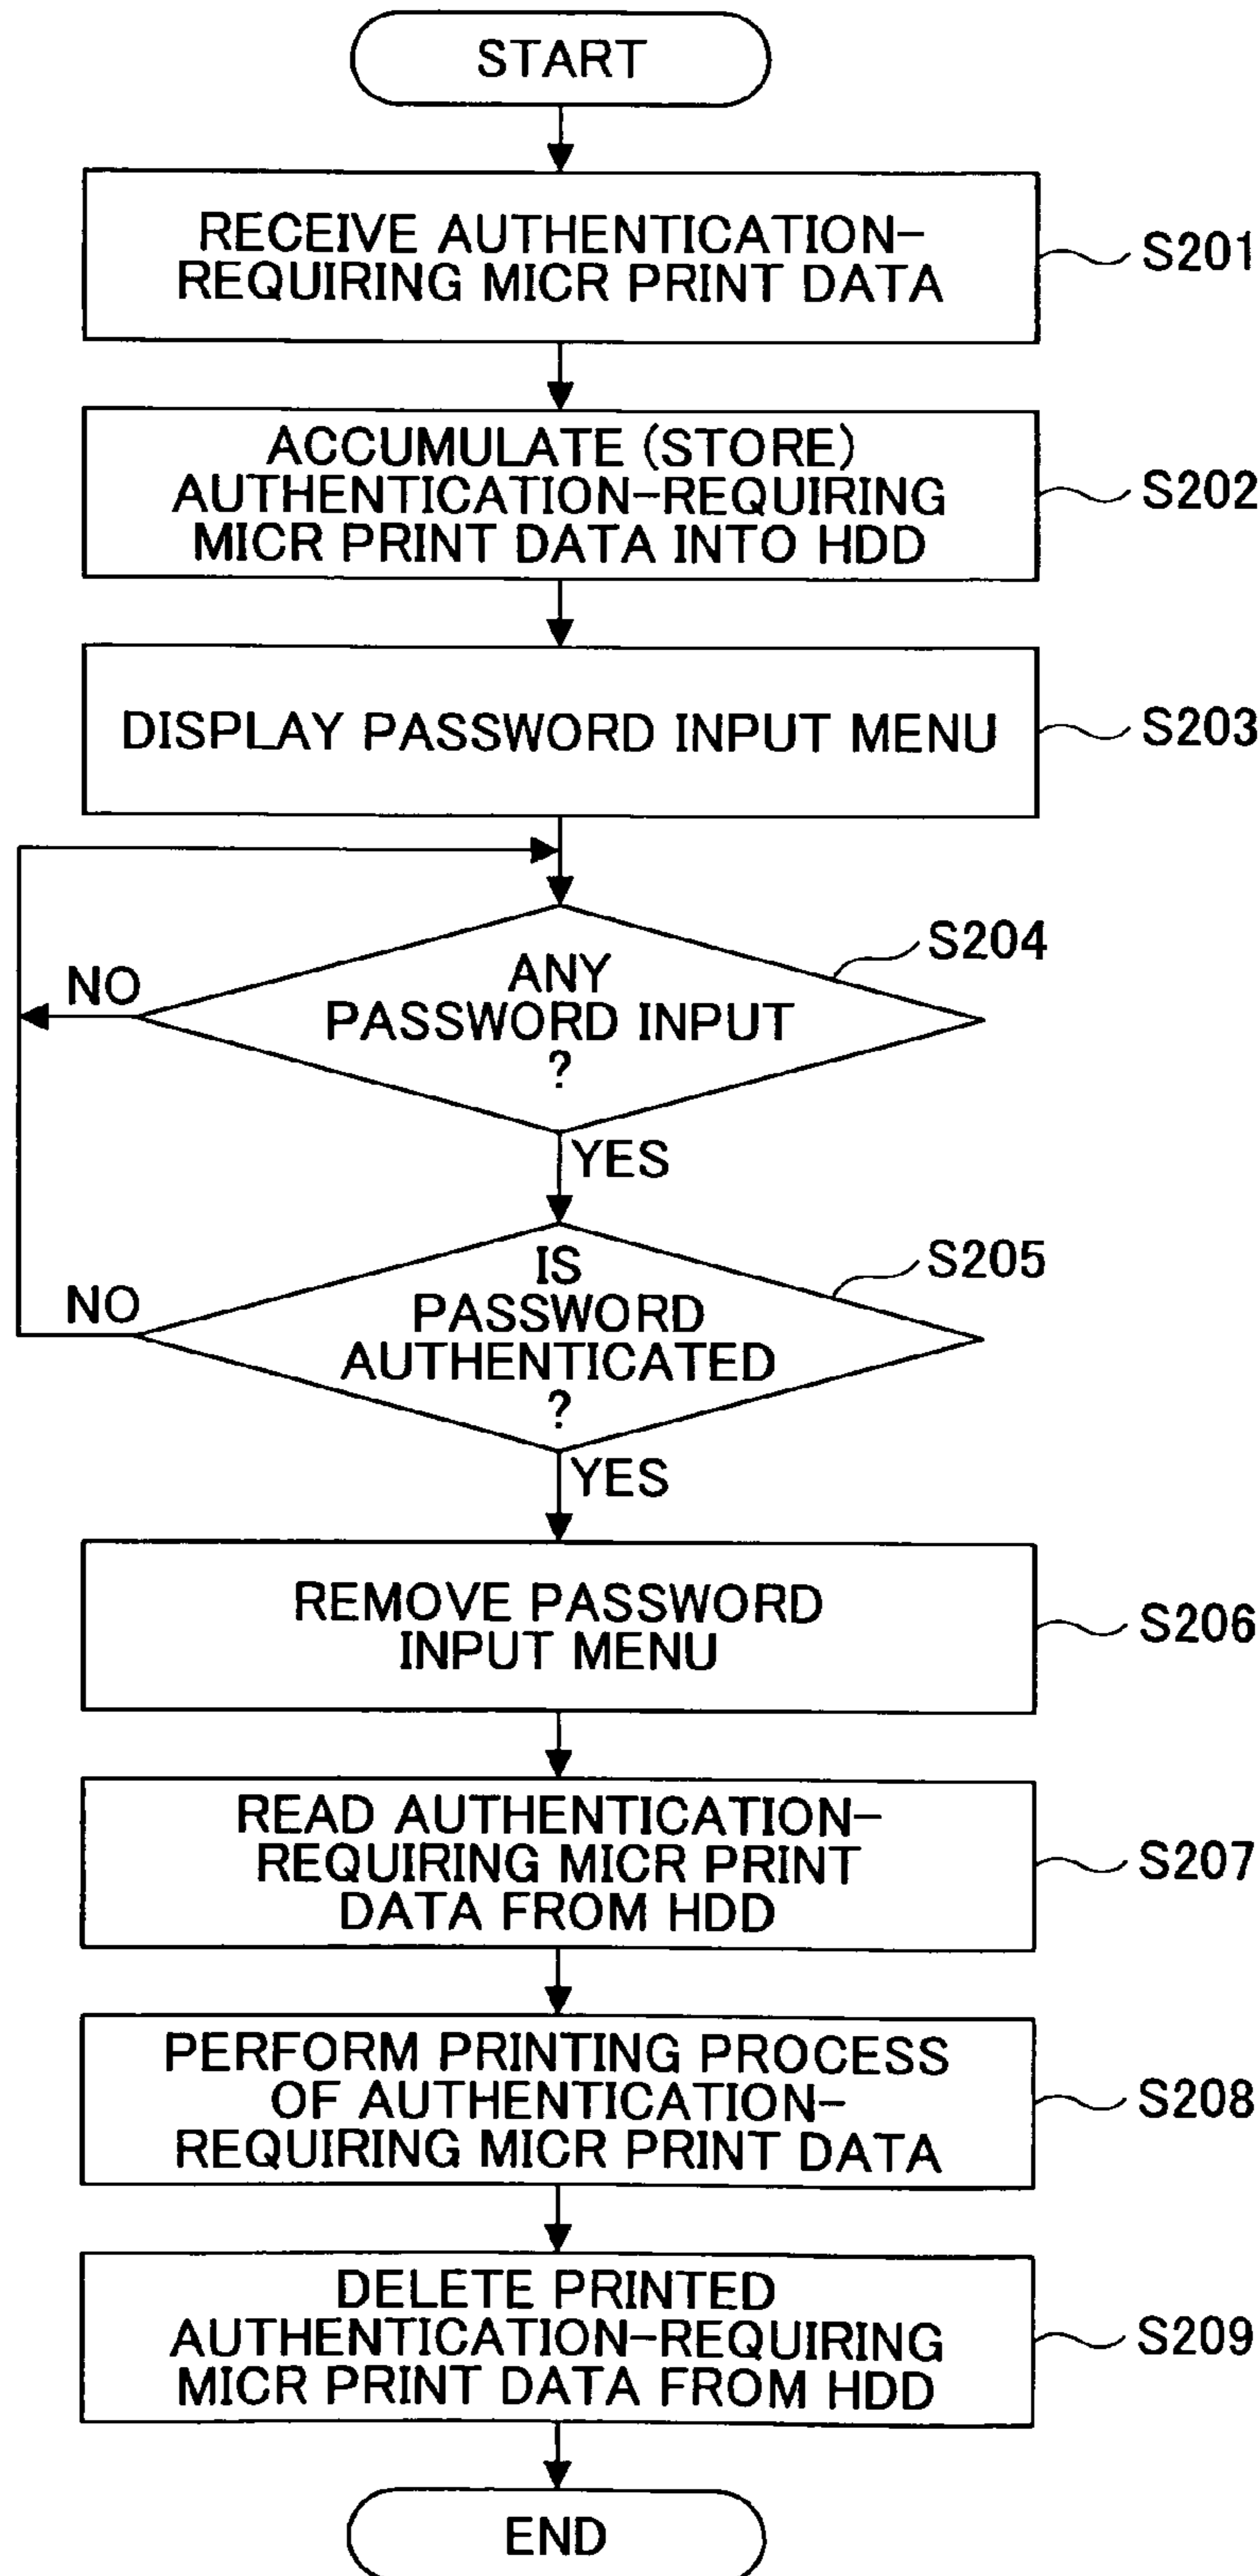 START
RECEIVE AUTHENTICATION-
REQUIRING MICR PRINT DATA
S201
ACCUMULATE (STORE)
AUTHENTICATION-REQUIRING
MICR PRINT DATA INTO HDD
S202
DISPLAY PASSWORD INPUT MENU
S203
ANY
PASSWORD INPUT
?
S204
NO
YES
IS
PASSWORD
AUTHENTICATED
?
S205
NO
YES
REMOVE PASSWORD
INPUT MENU
S206
READ AUTHENTICATION-
REQUIRING MICR PRINT
DATA FROM HDD
S207
PERFORM PRINTING PROCESS
OF AUTHENTICATION-
REQUIRING MICR PRINT DATA
S208
DELETE PRINTED
AUTHENTICATION-REQUIRING
MICR PRINT DATA FROM HDD
S209
END